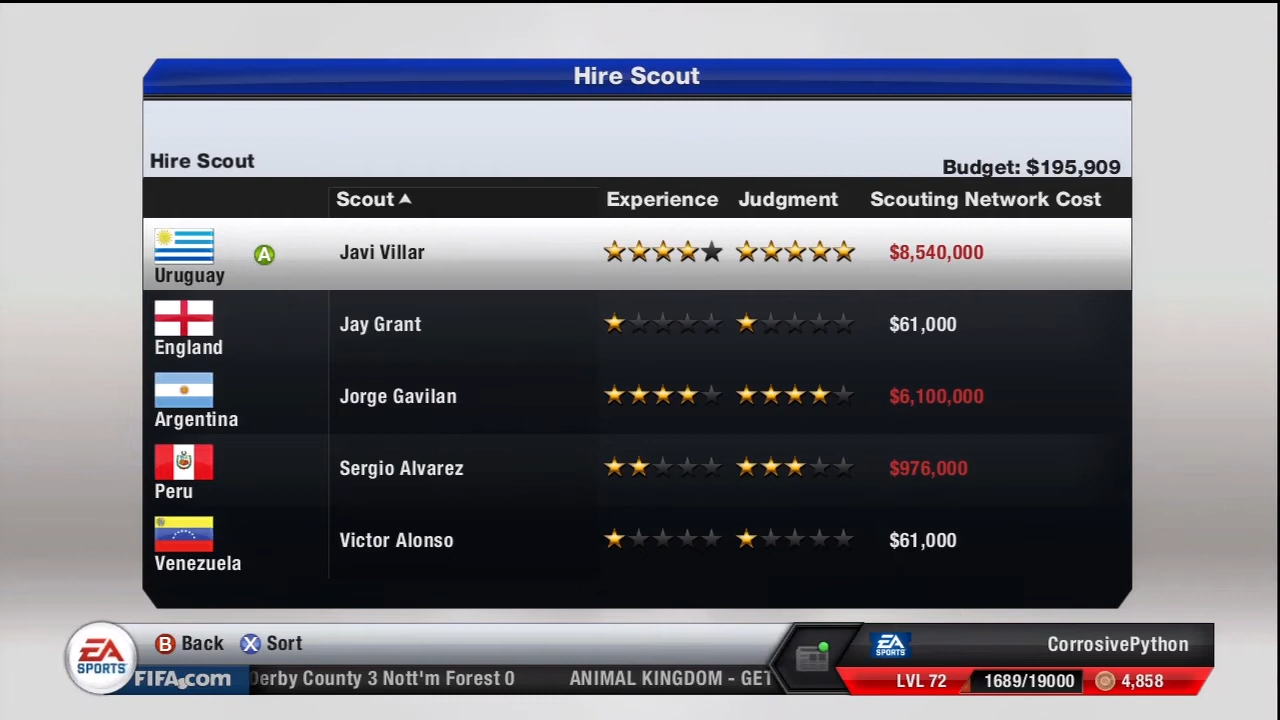 Hire Scout
Hire Scout
Budget: $195,909
Scout Experience Judgment Scouting Network Cost
Uruguay A Javi Villar $8,540,000
England Jay Grant $61,000
Argentina Jorge Gavilan $6,100,000
Peru Sergio Alvarez $976,000
Venezuela Victor Alonso $61,000
B Back X Sort
EA SPORTS
EA SPORTS
CorrosivePython
FIFA.com
Derby County 3 Nott'm Forest 0 ANIMAL KINGDOM - GET
LVL 72 1689/19000 4,858